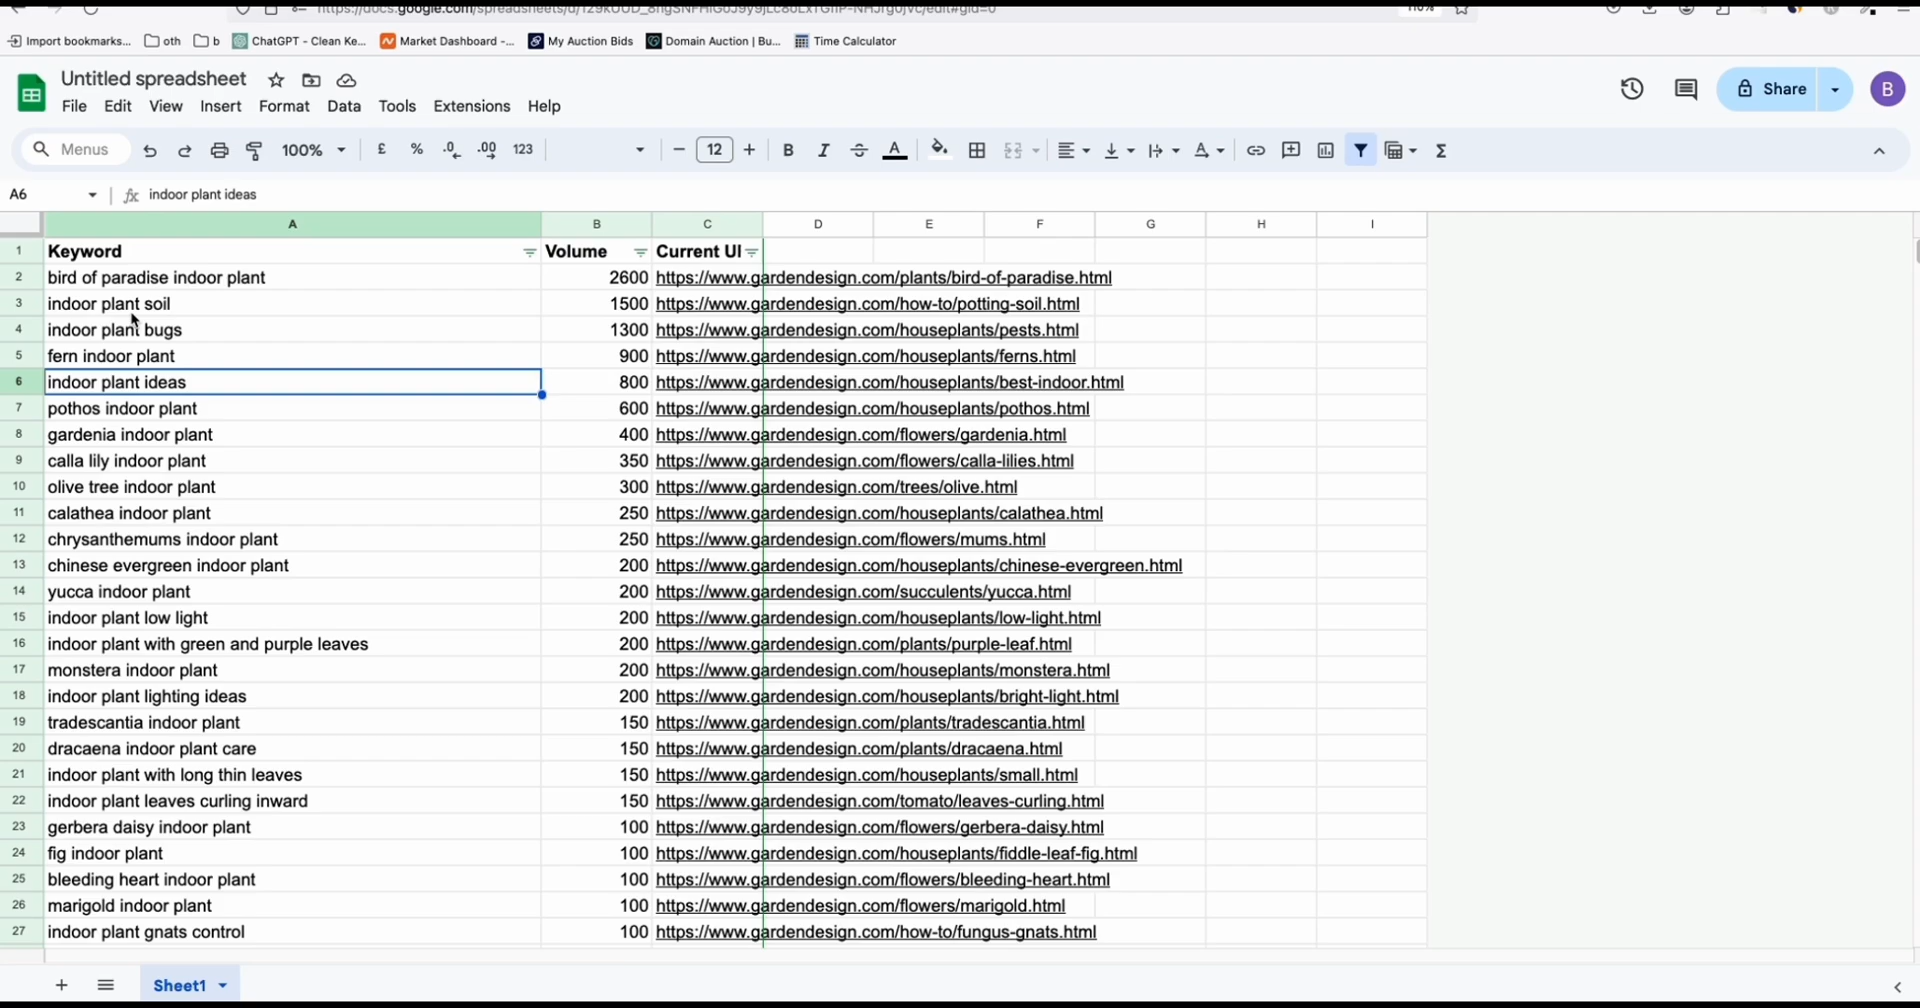 Import bookmarks... oth b ChatGPT - Clean Ke... Market Dashboard -... My Auction Bids Domain Auction | Bu... Time Calculator
Untitled spreadsheet
File Edit View Insert Format Data Tools Extensions Help
Share B
Menus 100% £ % .0 .00 123 12 B I A Σ
A6 fx indoor plant ideas
A B C D E F G H I
1 Keyword Volume Current Ul
2 bird of paradise indoor plant 2600 https://www.gardendesign.com/plants/bird-of-paradise.html
3 indoor plant soil 1500 https://www.gardendesign.com/how-to/potting-soil.html
4 indoor plant bugs 1300 https://www.gardendesign.com/houseplants/pests.html
5 fern indoor plant 900 https://www.gardendesign.com/houseplants/ferns.html
6 indoor plant ideas 800 https://www.gardendesign.com/houseplants/best-indoor.html
7 pothos indoor plant 600 https://www.gardendesign.com/houseplants/pothos.html
8 gardenia indoor plant 400 https://www.gardendesign.com/flowers/gardenia.html
9 calla lily indoor plant 350 https://www.gardendesign.com/flowers/calla-lilies.html
10 olive tree indoor plant 300 https://www.gardendesign.com/trees/olive.html
11 calathea indoor plant 250 https://www.gardendesign.com/houseplants/calathea.html
12 chrysanthemums indoor plant 250 https://www.gardendesign.com/flowers/mums.html
13 chinese evergreen indoor plant 200 https://www.gardendesign.com/houseplants/chinese-evergreen.html
14 yucca indoor plant 200 https://www.gardendesign.com/succulents/yucca.html
15 indoor plant low light 200 https://www.gardendesign.com/houseplants/low-light.html
16 indoor plant with green and purple leaves 200 https://www.gardendesign.com/plants/purple-leaf.html
17 monstera indoor plant 200 https://www.gardendesign.com/houseplants/monstera.html
18 indoor plant lighting ideas 200 https://www.gardendesign.com/houseplants/bright-light.html
19 tradescantia indoor plant 150 https://www.gardendesign.com/plants/tradescantia.html
20 dracaena indoor plant care 150 https://www.gardendesign.com/plants/dracaena.html
21 indoor plant with long thin leaves 150 https://www.gardendesign.com/houseplants/small.html
22 indoor plant leaves curling inward 150 https://www.gardendesign.com/tomato/leaves-curling.html
23 gerbera daisy indoor plant 100 https://www.gardendesign.com/flowers/gerbera-daisy.html
24 fig indoor plant 100 https://www.gardendesign.com/houseplants/fiddle-leaf-fig.html
25 bleeding heart indoor plant 100 https://www.gardendesign.com/flowers/bleeding-heart.html
26 marigold indoor plant 100 https://www.gardendesign.com/flowers/marigold.html
27 indoor plant gnats control 100 https://www.gardendesign.com/how-to/fungus-gnats.html
Sheet1